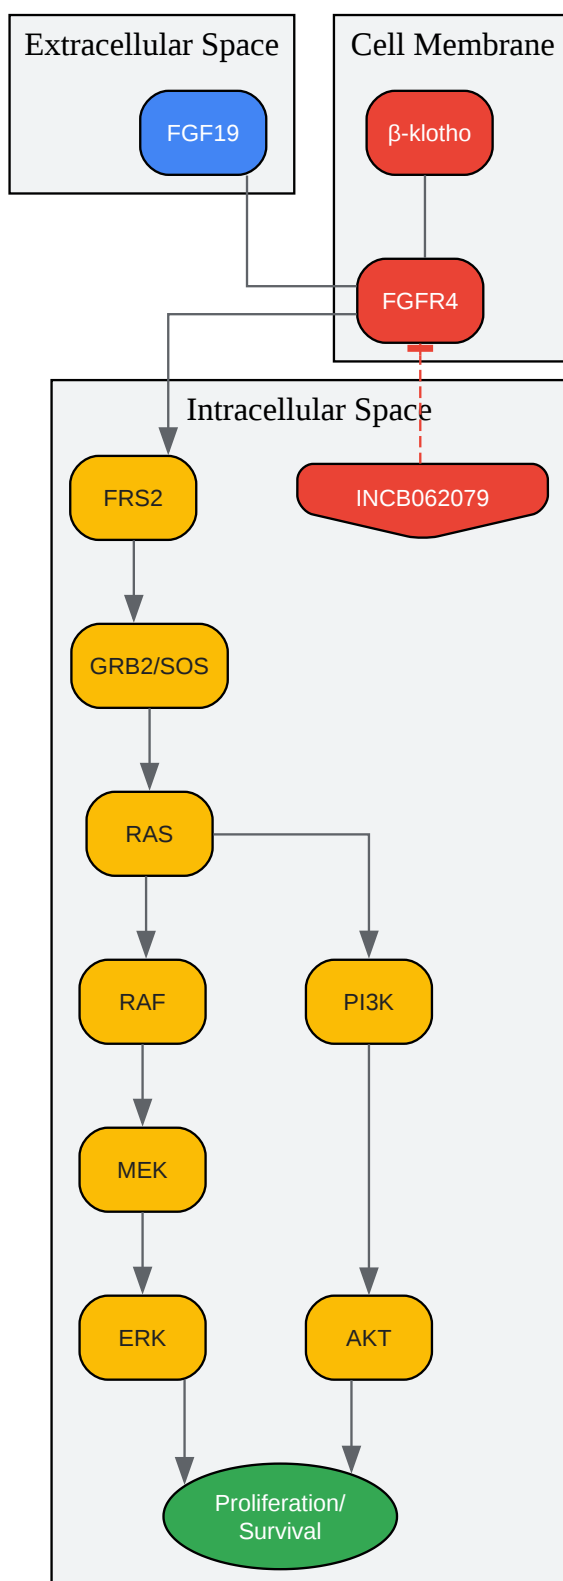 Extracellular Space
Cell Membrane
FGF19
β-klotho
FGFR4
Intracellular Space
FRS2
INCB062079
GRB2/SOS
RAS
RAF
PI3K
MEK
ERK
AKT
Proliferation/
Survival